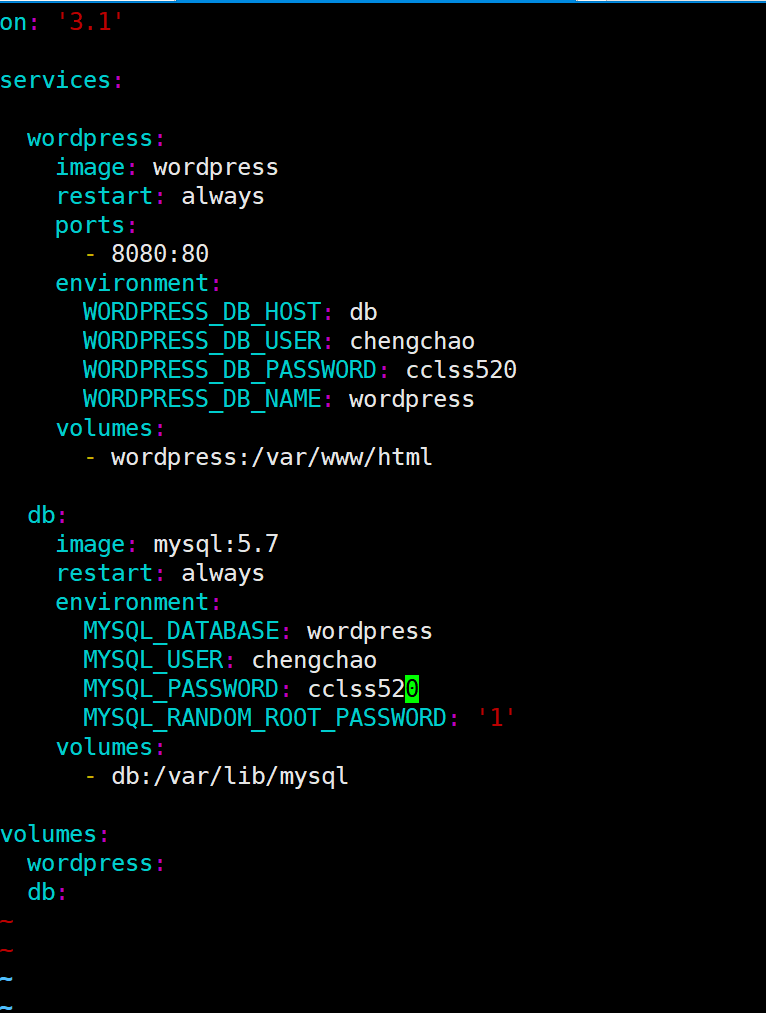 on: '3.1'
services:
  wordpress:
    image: wordpress
    restart: always
    ports:
      - 8080:80
    environment:
      WORDPRESS_DB_HOST: db
      WORDPRESS_DB_USER: chengchao
      WORDPRESS_DB_PASSWORD: cclss520
      WORDPRESS_DB_NAME: wordpress
    volumes:
      - wordpress:/var/www/html
  db:
    image: mysql:5.7
    restart: always
    environment:
      MYSQL_DATABASE: wordpress
      MYSQL_USER: chengchao
      MYSQL_PASSWORD: cclss520
      MYSQL_RANDOM_ROOT_PASSWORD: '1'
    volumes:
      - db:/var/lib/mysql
volumes:
  wordpress:
  db:
~
~
~
~